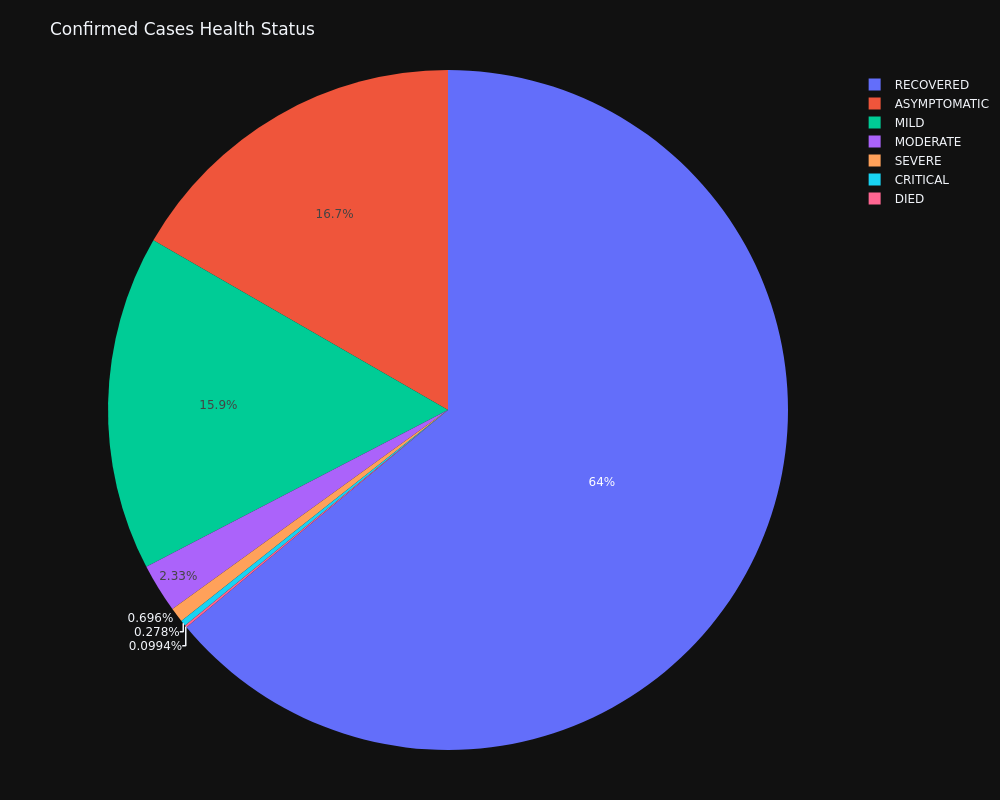 Confirmed Cases Health Status
RECOVERED
ASYMPTOMATIC
MILD
MODERATE
SEVERE
CRITICAL
DIED
16.7%
15.9%
64%
2.33%
0.696%
0.278%
0.0994%